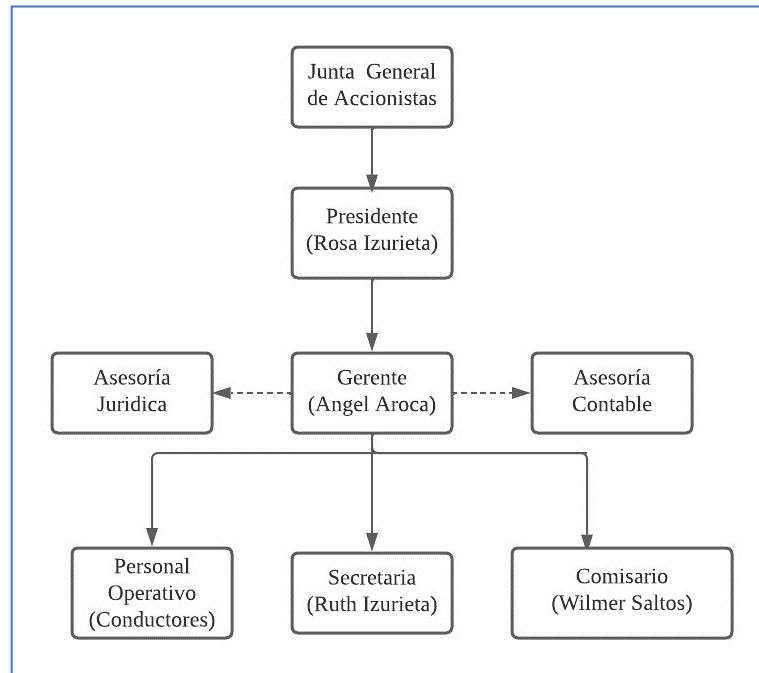 Junta General
de Accionistas
Presidente
(Rosa Izurieta)
Asesoría
Juridica
Gerente
(Angel Aroca)
Asesoría
Contable
Personal
Operativo
(Conductores)
Secretaria
(Ruth Izurieta)
Comisario
(Wilmer Saltos)